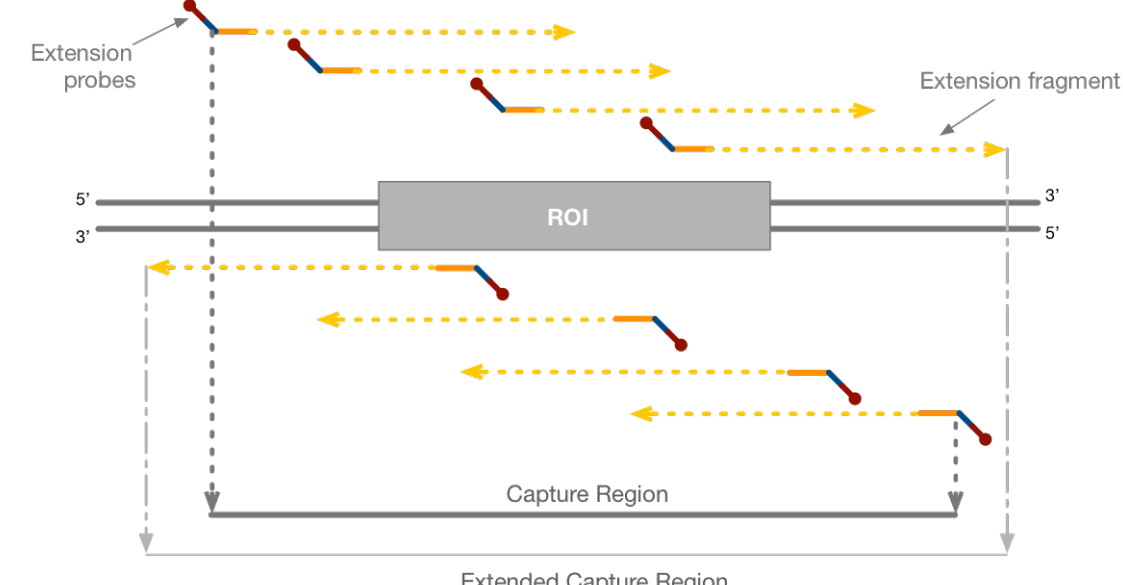 Extension
probes
Extension fragment
5’
3’
ROI
3’
5’
Capture Region
Extended Capture Region